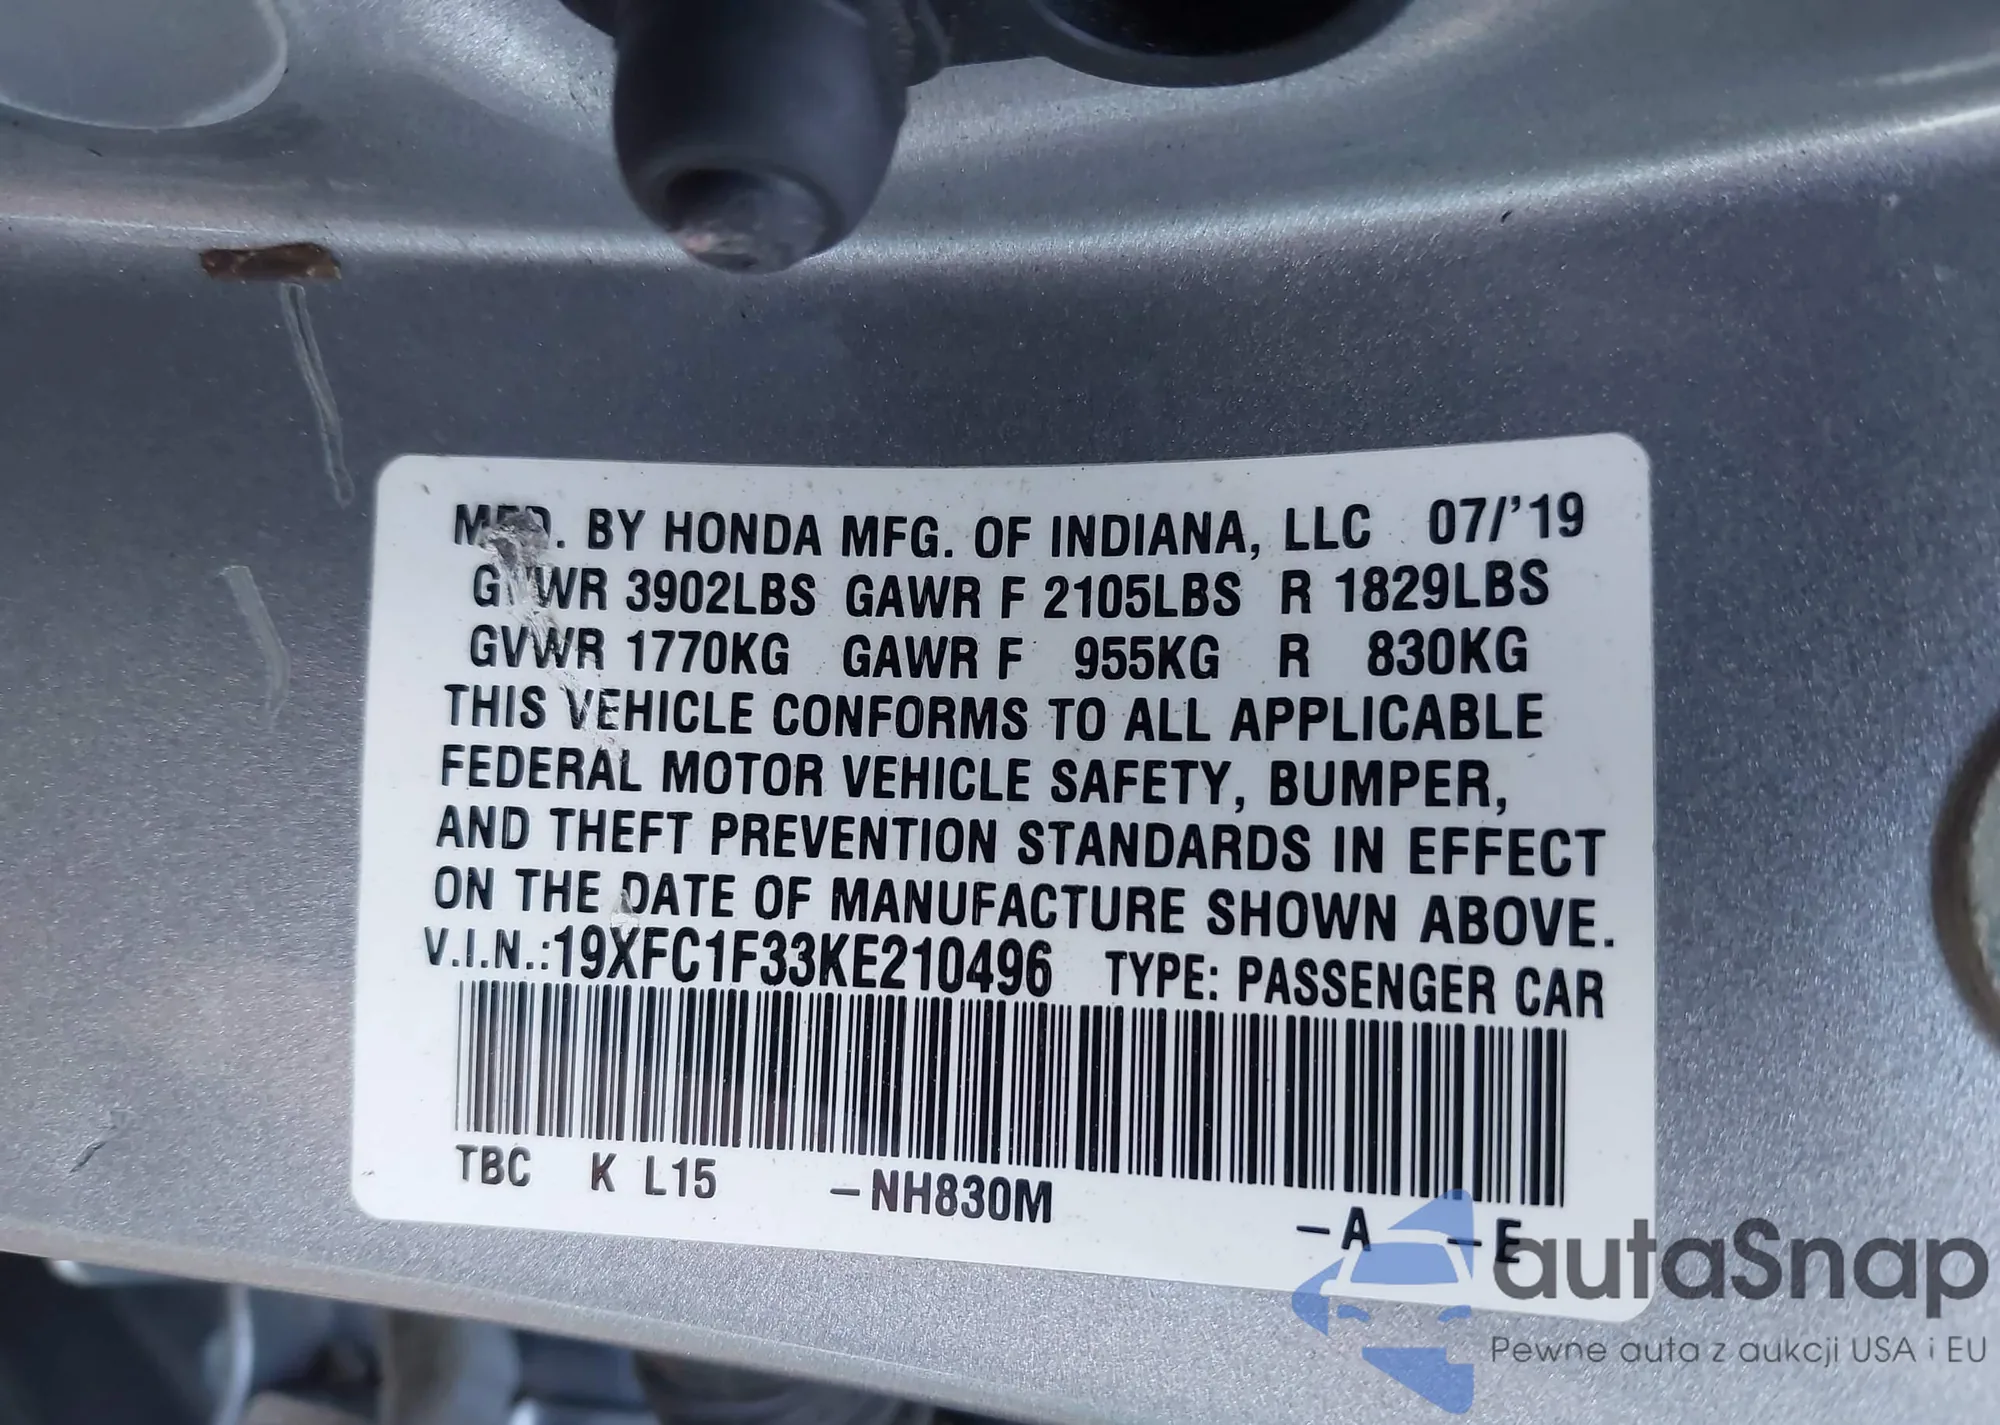 MFD. BY HONDA MFG. OF INDIANA, LLC 07/'19
GVWR 3902LBS GAWR F 2105LBS R 1829LBS
GVWR 1770KG GAWR F 955KG R 830KG
THIS VEHICLE CONFORMS TO ALL APPLICABLE
FEDERAL MOTOR VEHICLE SAFETY, BUMPER,
AND THEFT PREVENTION STANDARDS IN EFFECT
ON THE DATE OF MANUFACTURE SHOWN ABOVE.
V.I.N.:19XFC1F33KE210496 TYPE: PASSENGER CAR
TBC K L15 –NH830M –A –E
autaSnap
Pewne auta z aukcji USA i EU